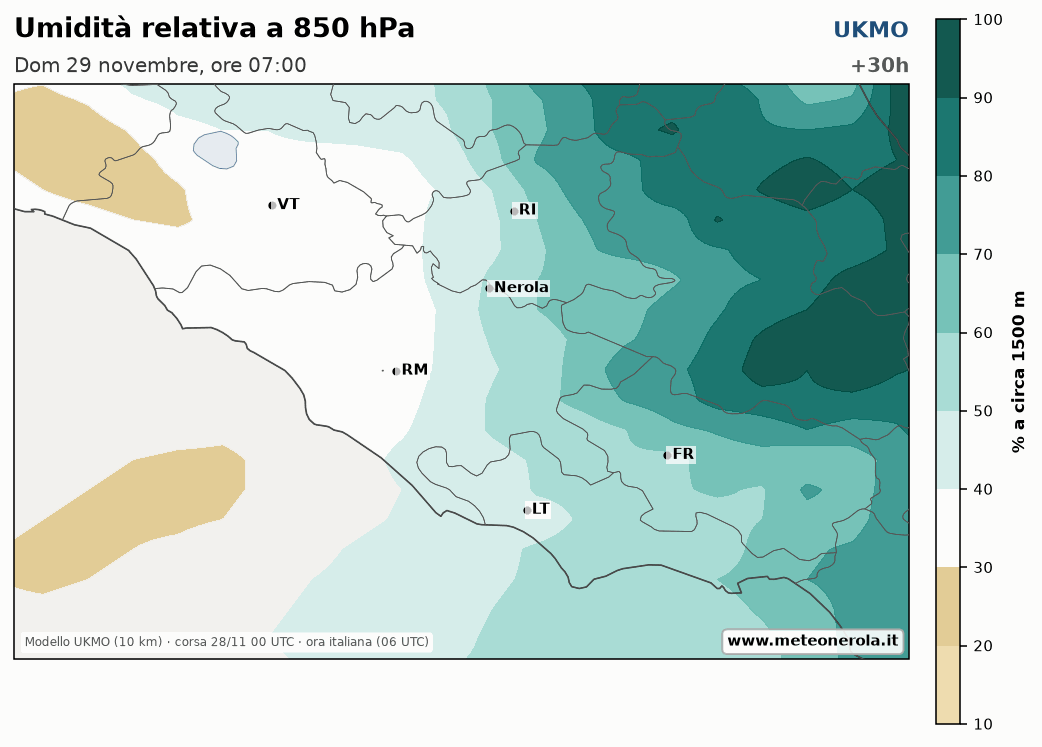 Umidità relativa a 850 hPa
UKMO
Dom 29 novembre, ore 07:00
+30h
VT
RI
Nerola
RM
FR
LT
Modello UKMO (10 km) · corsa 28/11 00 UTC · ora italiana (06 UTC)
www.meteonerola.it
100
90
80
70
60
50
40
30
20
10
% a circa 1500 m